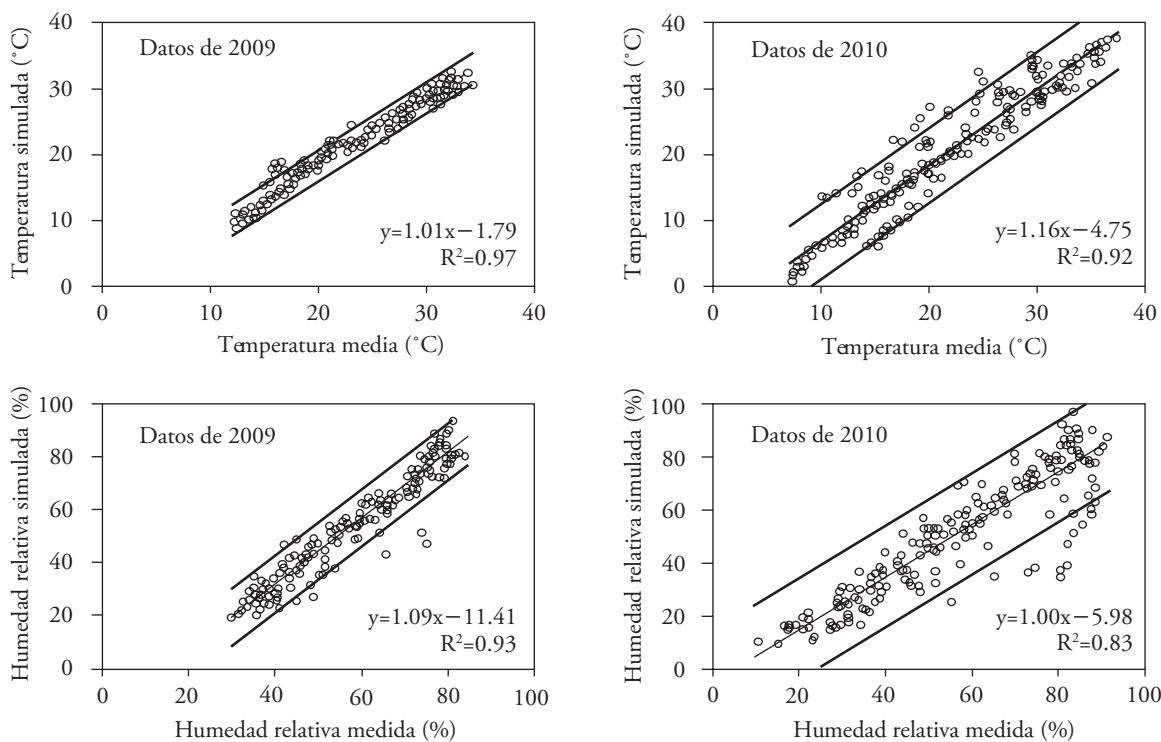 Temperatura simulada (°C)
40
30
20
10
0
Datos de 2009
y=1.01x−1.79
R²=0.97
0 10 20 30 40
Temperatura media (°C)
Temperatura simulada (°C)
40
30
20
10
0
Datos de 2010
y=1.16x−4.75
R²=0.92
0 10 20 30 40
Temperatura media (°C)
Humedad relativa simulada (%)
100
80
60
40
20
0
Datos de 2009
y=1.09x−11.41
R²=0.93
0 20 40 60 80 100
Humedad relativa medida (%)
Humedad relativa simulada (%)
100
80
60
40
20
0
Datos de 2010
y=1.00x−5.98
R²=0.83
0 20 40 60 80 100
Humedad relativa medida (%)